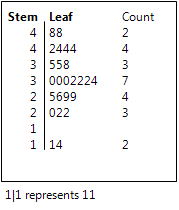 Stem Leaf Count
4 88 2
4 2444 4
3 558 3
3 0002224 7
2 5699 4
2 022 3
1
1 14 2
1|1 represents 11